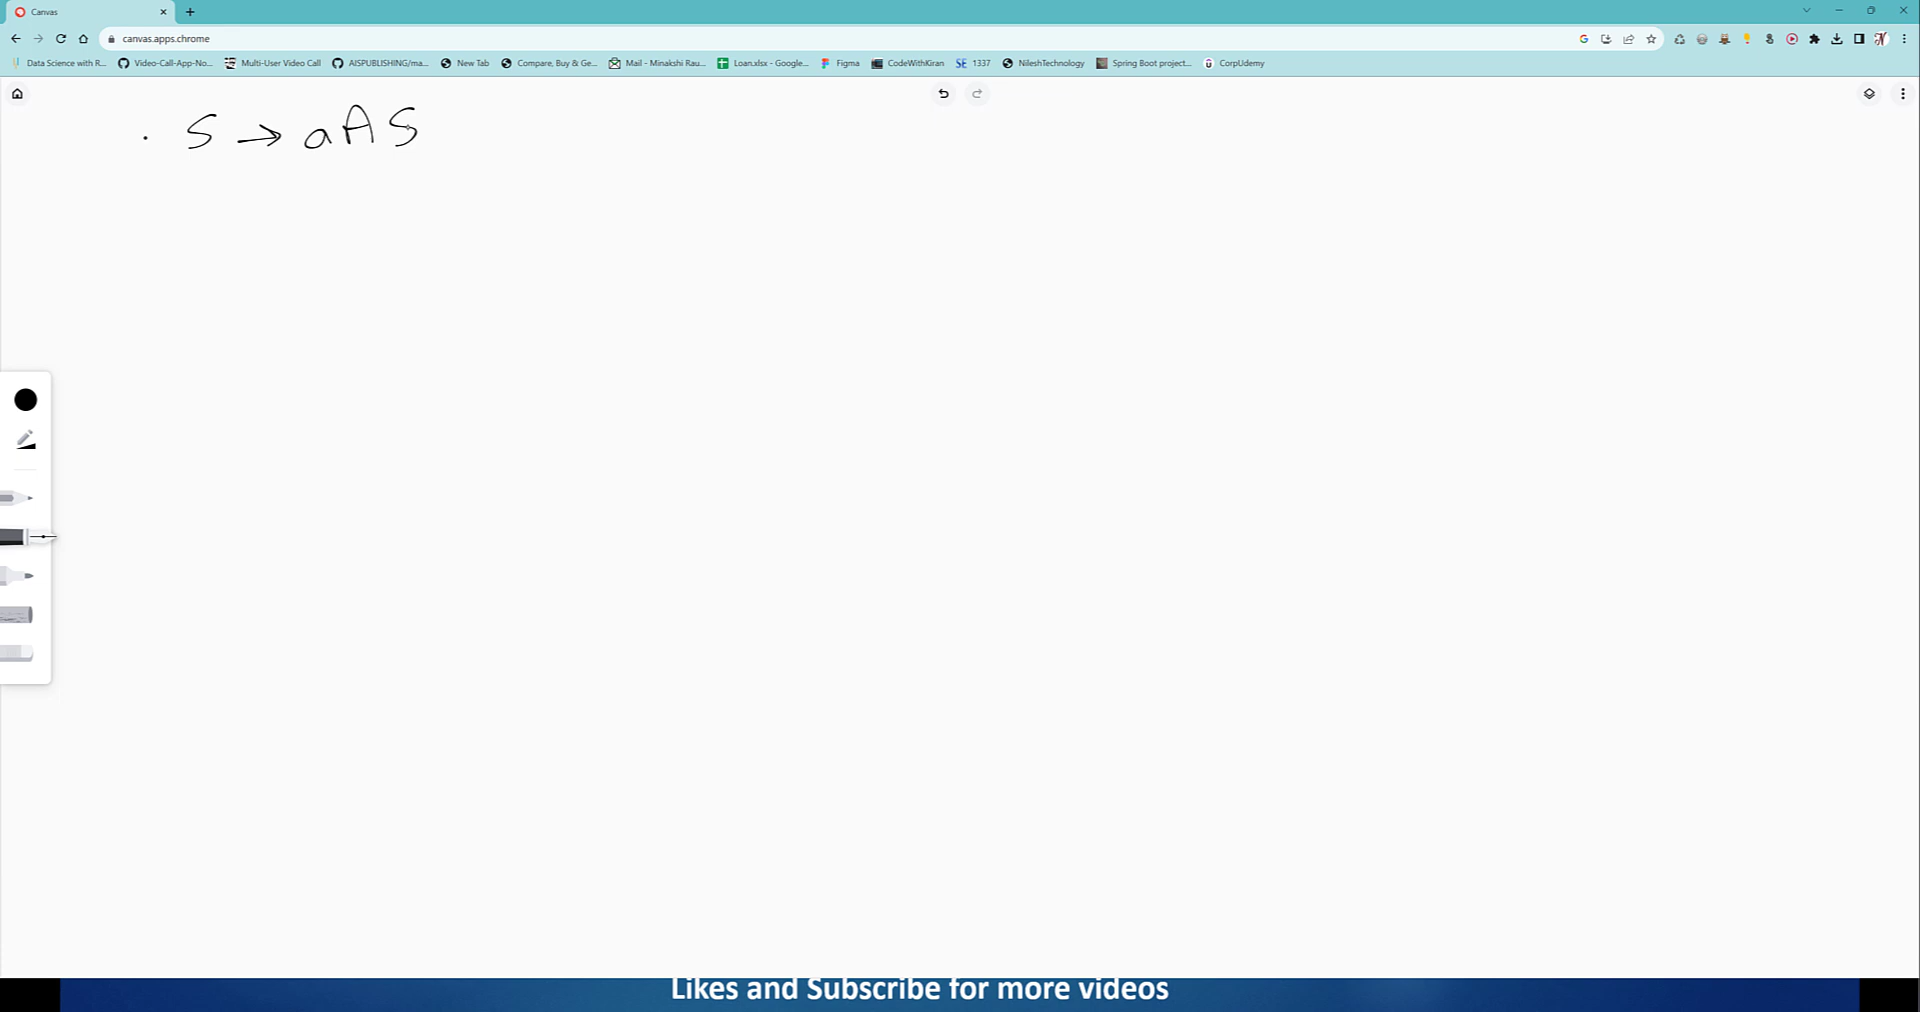 Canvas
canvas.apps.chrome
Data Science with R...
Video-Call-App-No...
Multi-User Video Call
AISPUBLISHING/ma...
New Tab
Compare, Buy & Ge...
Mail - Minakshi Rau...
Loan.xlsx - Google...
Figma
CodeWithKiran
SE 1337
NileshTechnology
Spring Boot project...
CorpUdemy
. S → aAS
Likes and Subscribe for more videos